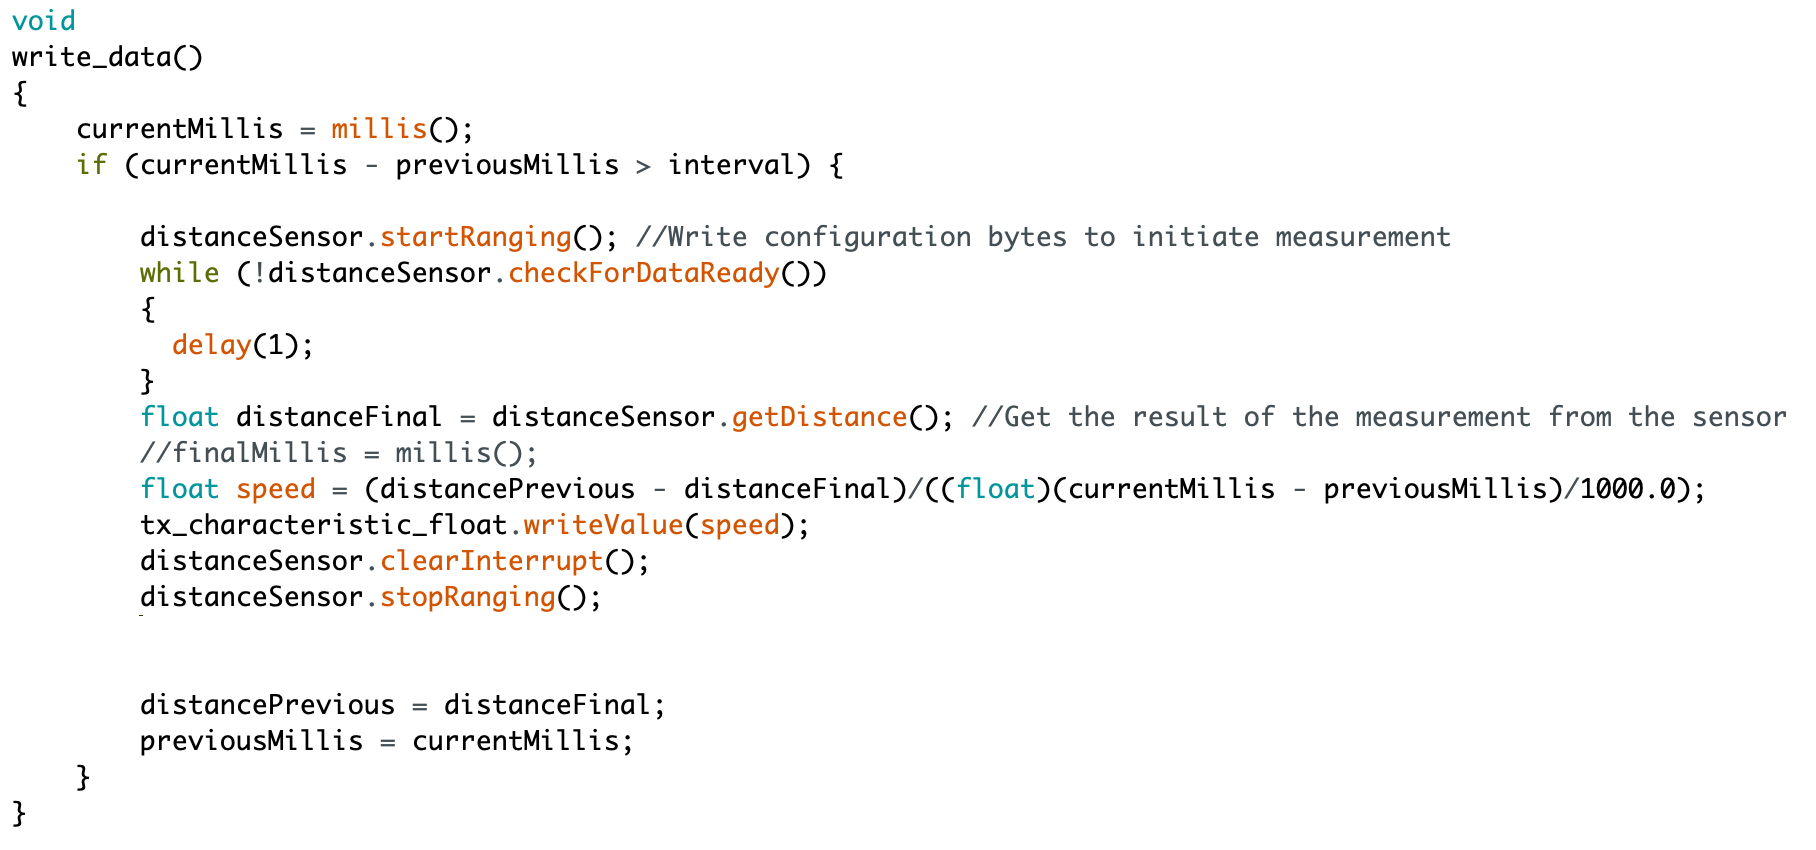 void
write_data()
{
    currentMillis = millis();
    if (currentMillis - previousMillis > interval) {

        distanceSensor.startRanging(); //Write configuration bytes to initiate measurement
        while (!distanceSensor.checkForDataReady())
        {
          delay(1);
        }
        float distanceFinal = distanceSensor.getDistance(); //Get the result of the measurement from the sensor
        //finalMillis = millis();
        float speed = (distancePrevious - distanceFinal)/((float)(currentMillis - previousMillis)/1000.0);
        tx_characteristic_float.writeValue(speed);
        distanceSensor.clearInterrupt();
        distanceSensor.stopRanging();

        distancePrevious = distanceFinal;
        previousMillis = currentMillis;
    }
}